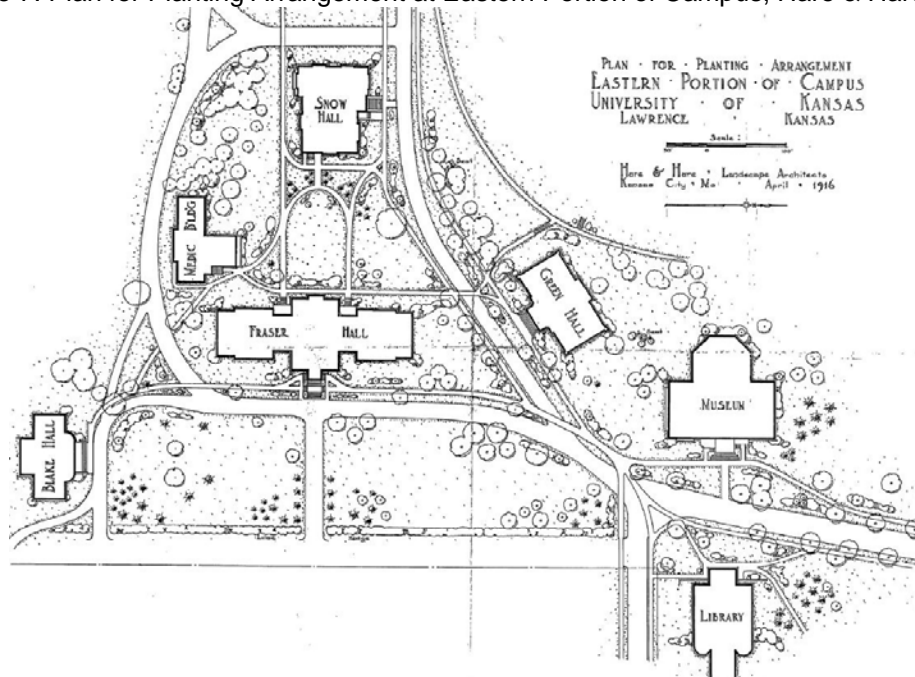 Plan for Planting Arrangement at Eastern Portion of Campus, Hare & Har
PLAN · FOR · PLANTING · ARRANGEMENT
EASTERN · PORTION · OF · CAMPUS
UNIVERSITY · OF · KANSAS
LAWRENCE · KANSAS
Scale :
Hare & Hare · Landscape Architects
Kansas City · Mo · April · 1916
SNOW
HALL
MEDIC BLDG
GREEN
HALL
FRASER HALL
MUSEUM
BLAKE HALL
LIBRARY